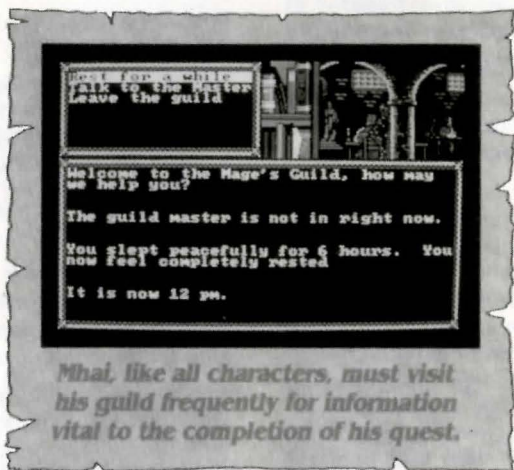 Rest for a while
Talk to the Master
Leave the guild
Welcome to the Mage's Guild, how may
we help you?
The guild master is not in right now.
You slept peacefully for 6 hours.  You
now feel completely rested
It is now 12 pm.
Mhai, like all characters, must visit
his guild frequently for information
vital to the completion of his quest.